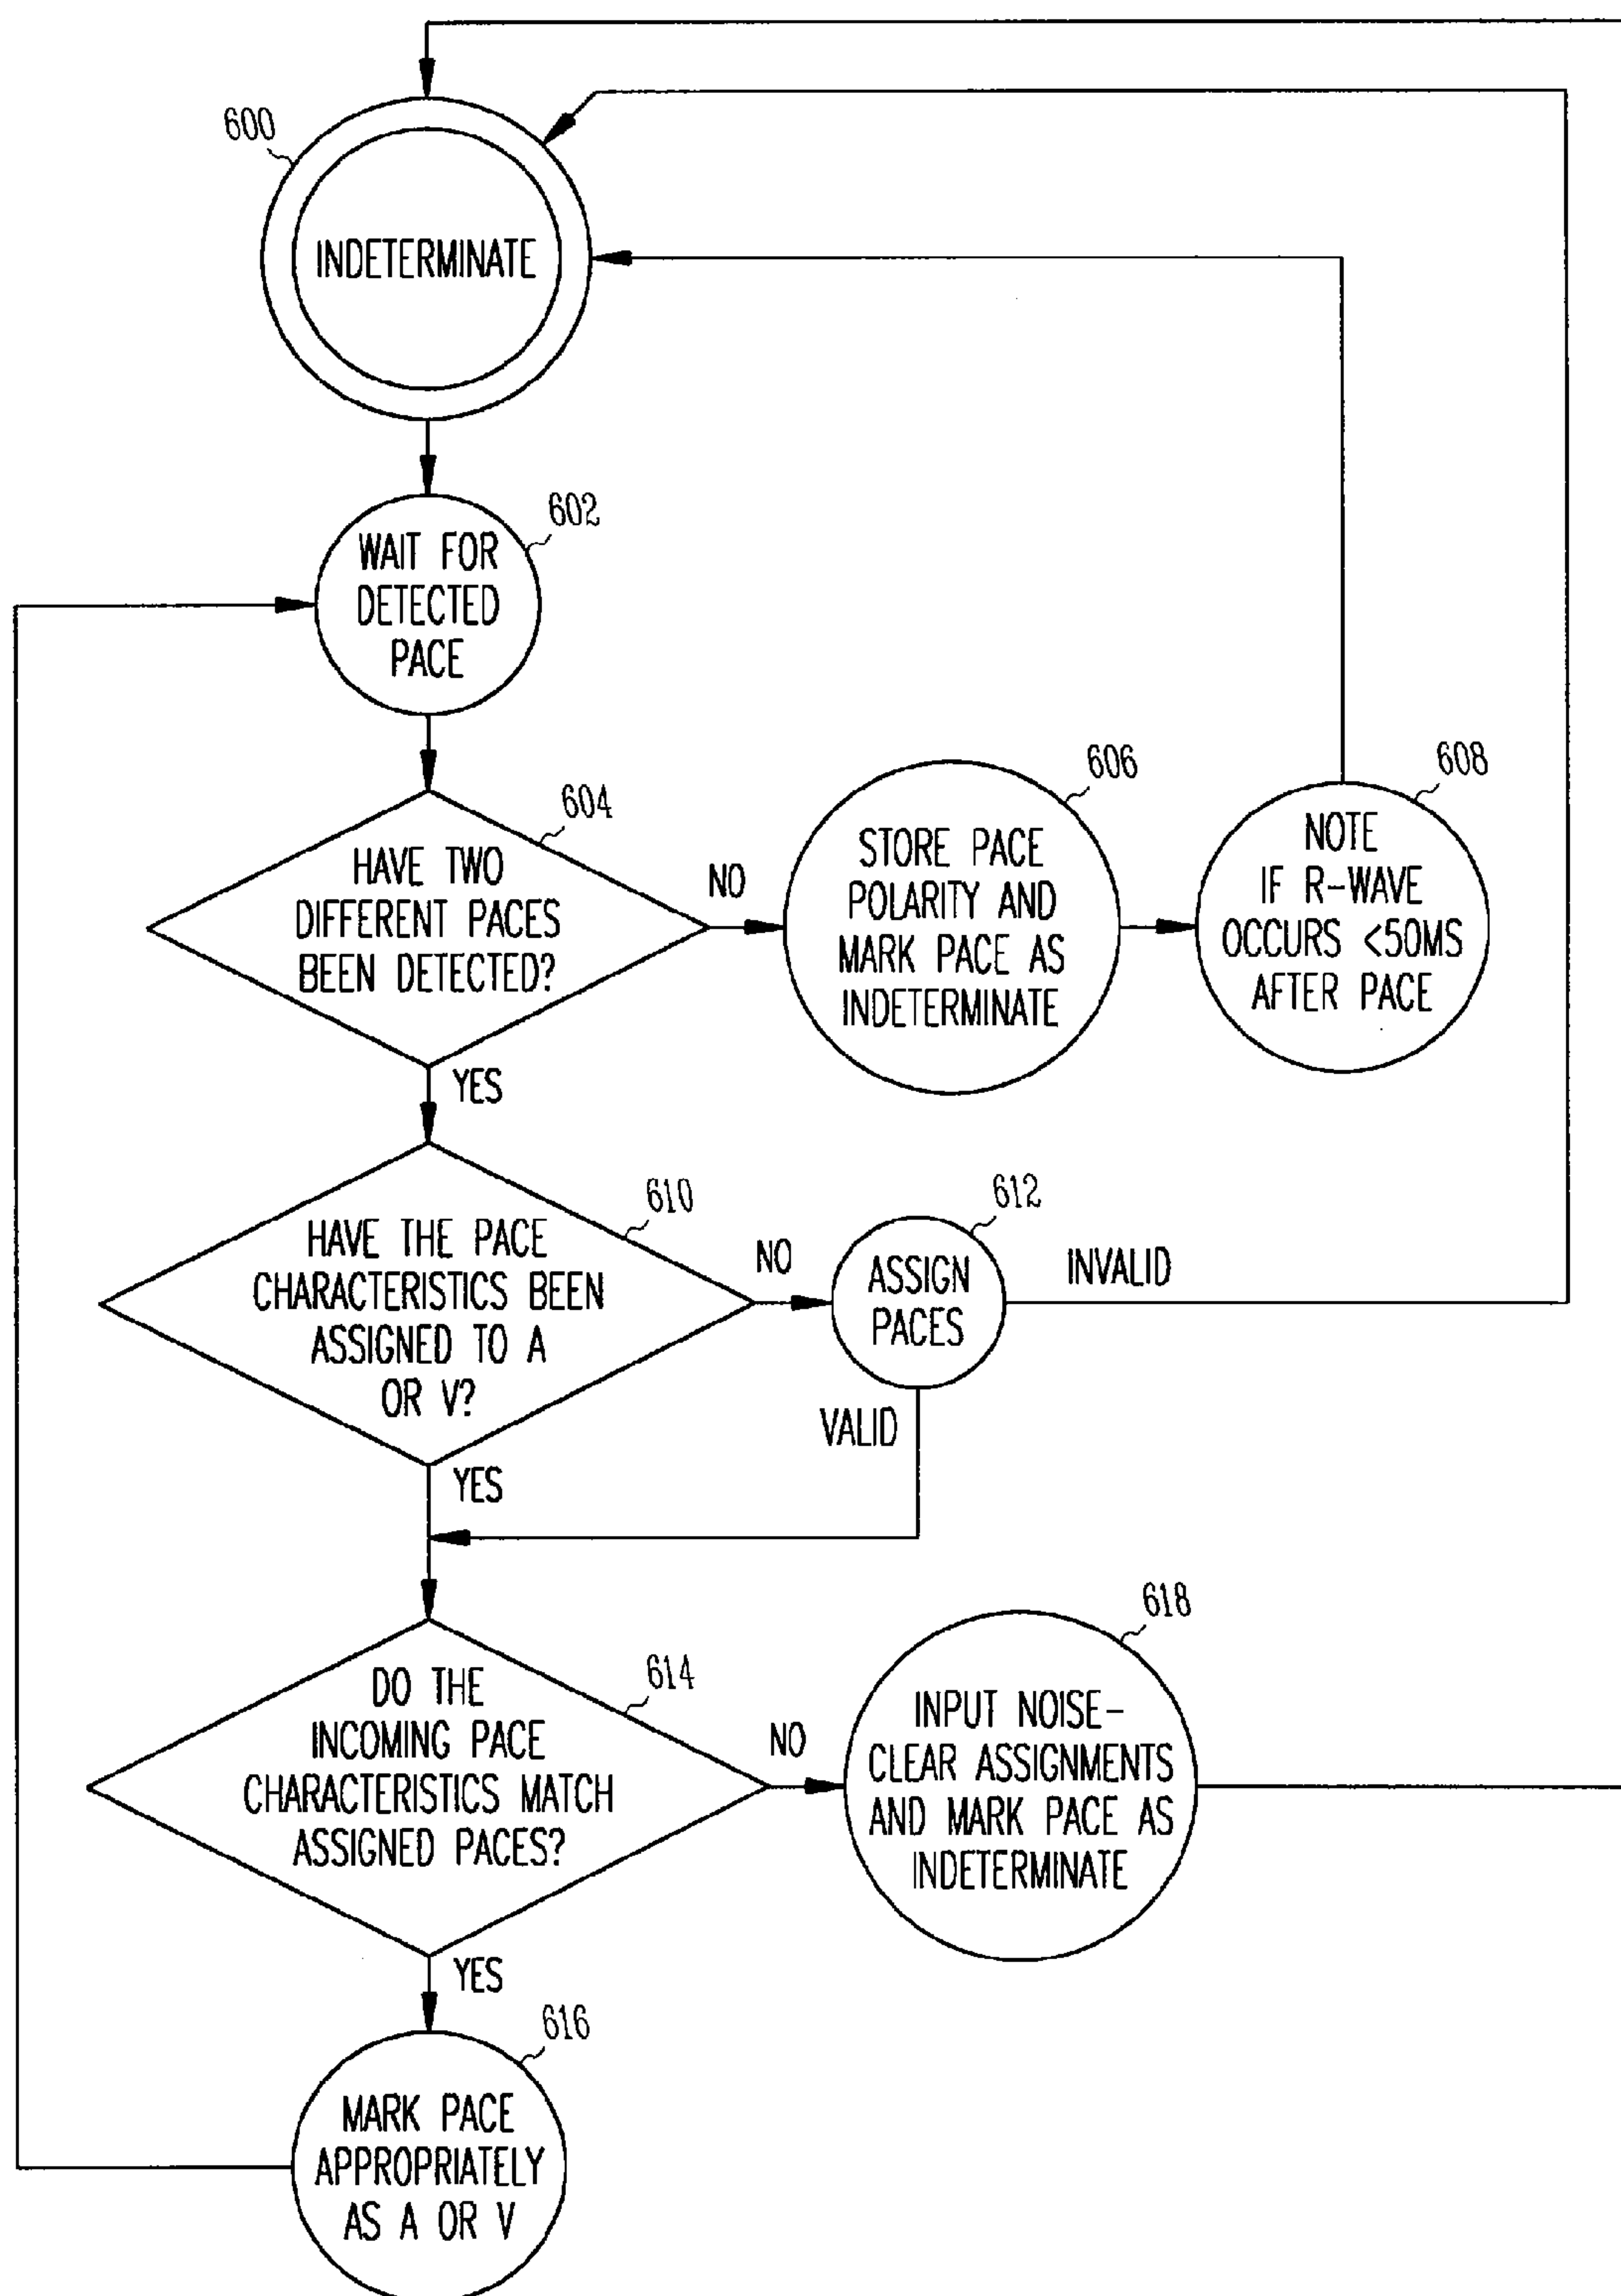 600
INDETERMINATE
602
WAIT FOR
DETECTED
PACE
604
HAVE TWO
DIFFERENT PACES
BEEN DETECTED?
NO
606
STORE PACE
POLARITY AND
MARK PACE AS
INDETERMINATE
608
NOTE
IF R-WAVE
OCCURS <50MS
AFTER PACE
YES
610
HAVE THE PACE
CHARACTERISTICS BEEN
ASSIGNED TO A
OR V?
NO
612
ASSIGN
PACES
INVALID
VALID
YES
614
DO THE
INCOMING PACE
CHARACTERISTICS MATCH
ASSIGNED PACES?
NO
618
INPUT NOISE-
CLEAR ASSIGNMENTS
AND MARK PACE AS
INDETERMINATE
YES
616
MARK PACE
APPROPRIATELY
AS A OR V